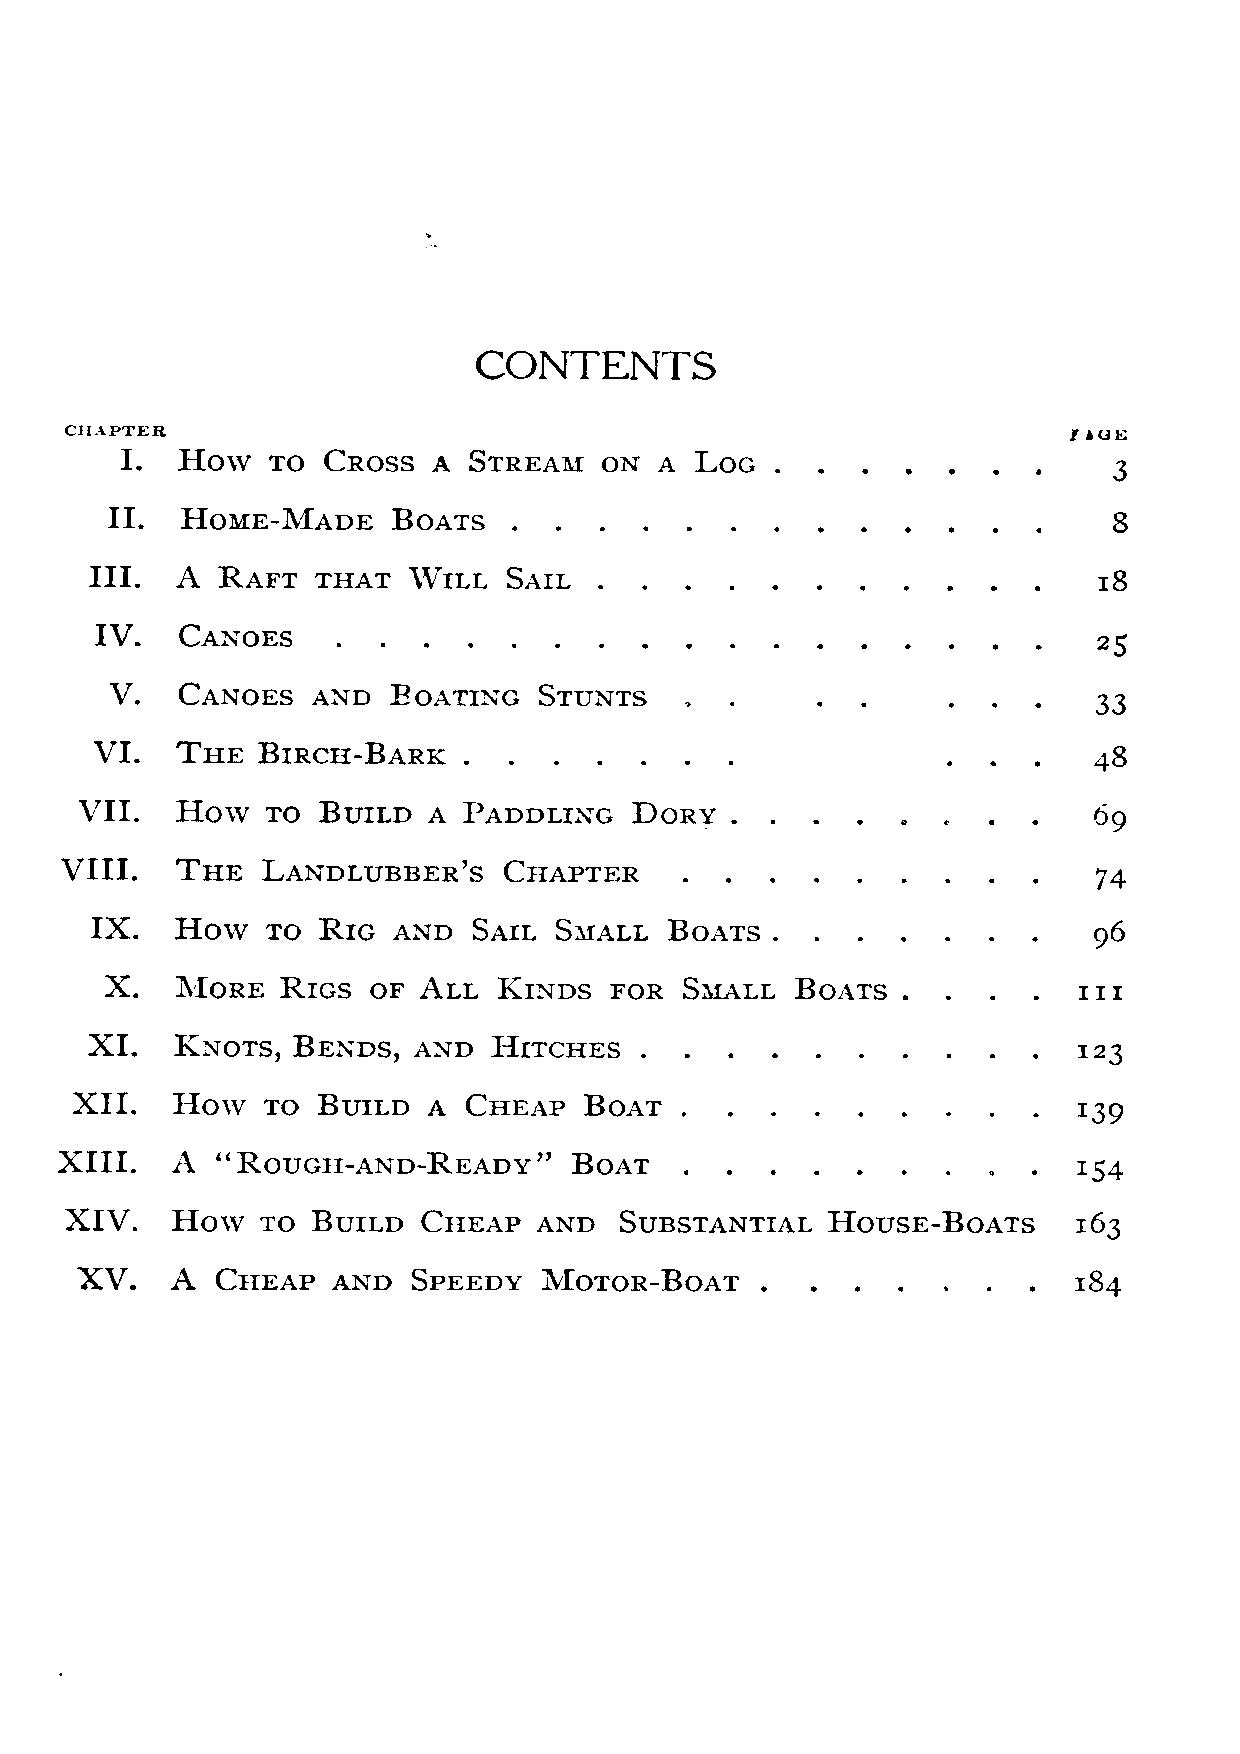 CONTENTS
CHAPTER PAGE
I. How to Cross a Stream on a Log . . . . . . . 3
II. Home-Made Boats . . . . . . . . . . . . . 8
III. A Raft that Will Sail . . . . . . . . . . . 18
IV. Canoes . . . . . . . . . . . . . . . . . 25
V. Canoes and Boating Stunts . . . . . . . 33
VI. The Birch-Bark . . . . . . . . . . 48
VII. How to Build a Paddling Dory . . . . . . . . 69
VIII. The Landlubber's Chapter . . . . . . . . . 74
IX. How to Rig and Sail Small Boats . . . . . . . 96
X. More Rigs of All Kinds for Small Boats . . . . 111
XI. Knots, Bends, and Hitches . . . . . . . . . . 123
XII. How to Build a Cheap Boat . . . . . . . . . 139
XIII. A "Rough-and-Ready" Boat . . . . . . . . . 154
XIV. How to Build Cheap and Substantial House-Boats 163
XV. A Cheap and Speedy Motor-Boat . . . . . . . 184